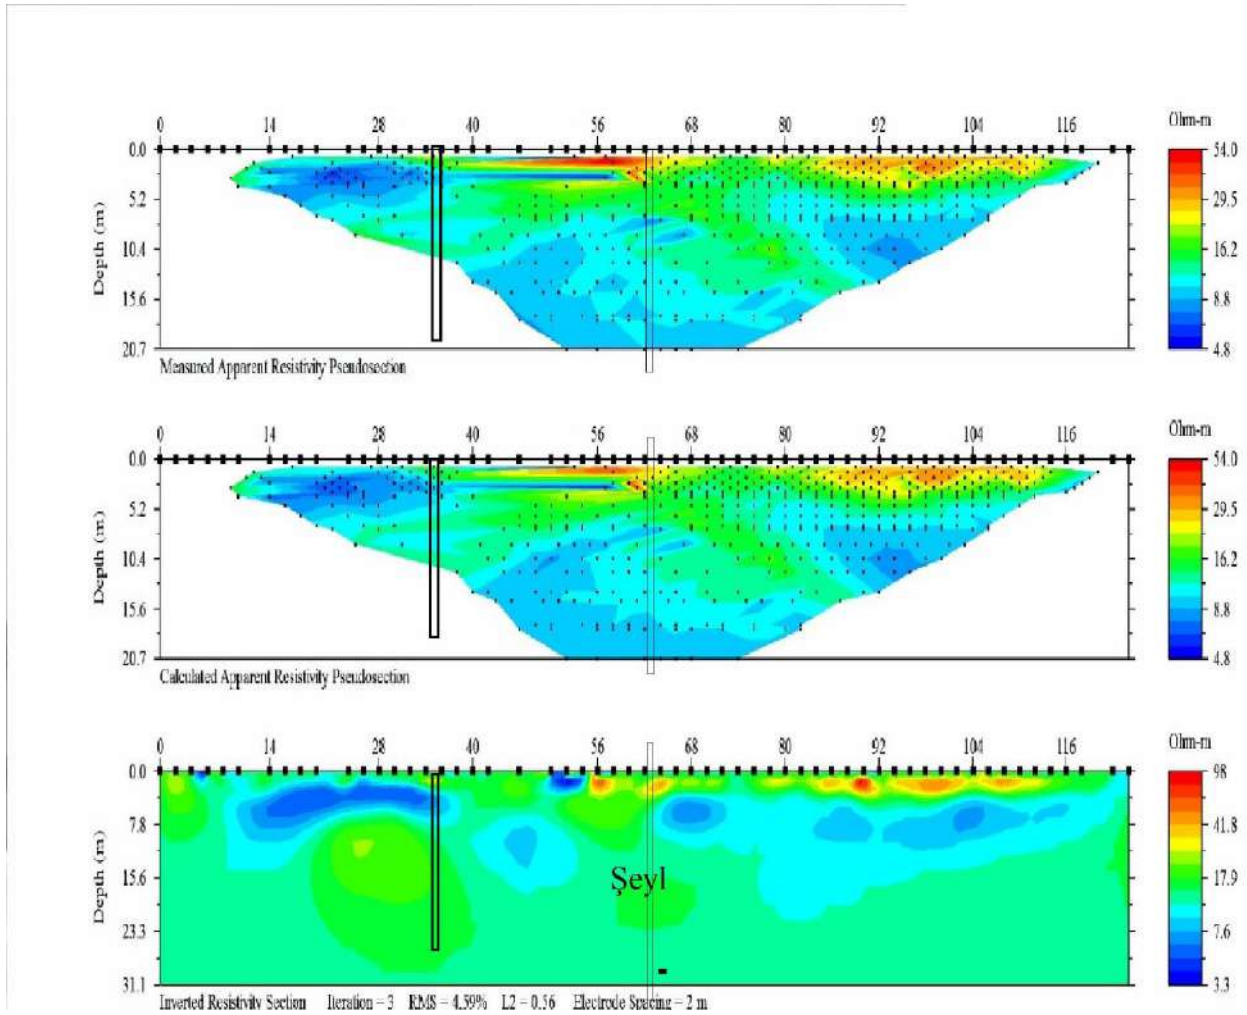 0 14 28 40 56 68 80 92 104 116
Ohm-m
0.0
5.2
10.4
15.6
20.7
Depth (m)
54.0
29.5
16.2
8.8
4.8
Measured Apparent Resistivity Pseudosection
0 14 28 40 56 68 80 92 104 116
Ohm-m
0.0
5.2
10.4
15.6
20.7
Depth (m)
54.0
29.5
16.2
8.8
4.8
Calculated Apparent Resistivity Pseudosection
0 14 28 40 56 68 80 92 104 116
Ohm-m
0.0
7.8
15.6
23.3
31.1
Depth (m)
Şeyl
98
41.8
17.9
7.6
3.3
Inverted Resistivity Section Iteration = 3 RMS = 4.59% L2 = 0.56 Electrode Spacing = 2 m